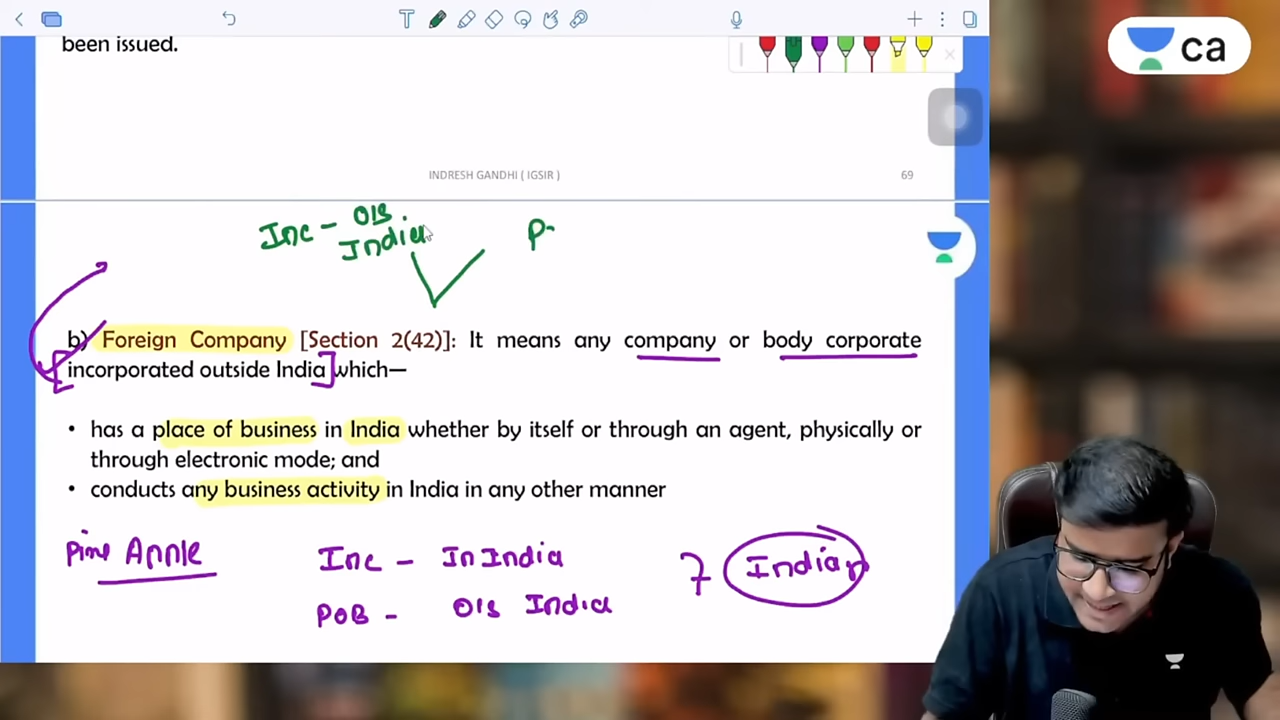 been issued.
ca
INDRESH GANDHI ( IGSIR )
69
Inc - O/S India
P
b) Foreign Company [Section 2(42)]: It means any company or body corporate
incorporated outside India which—
• has a place of business in India whether by itself or through an agent, physically or
through electronic mode; and
• conducts any business activity in India in any other manner
Apple
Inc - In India
Indian
POB - O/S India